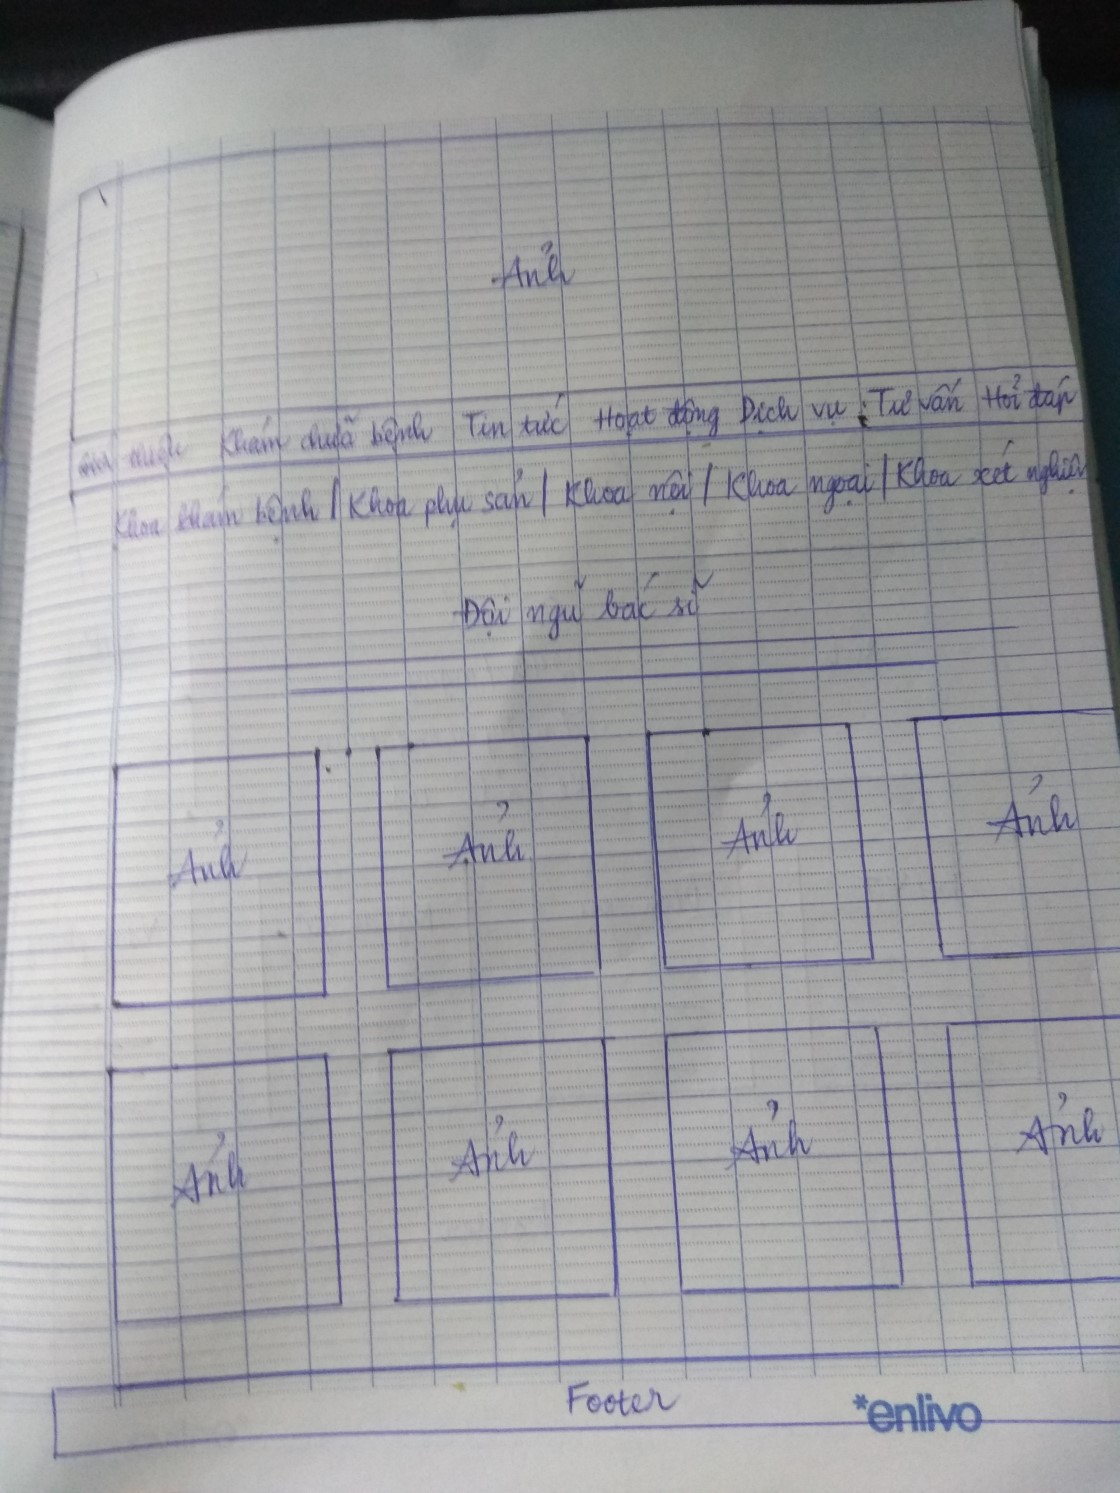 Ảnh
Giới thiệu Khám chữa bệnh Tin tức Hoạt động Dịch vụ Tư vấn Hỏi đáp
Khoa khám bệnh / Khoa phụ sản / Khoa nội / Khoa ngoại / Khoa xét nghiệm
Đội ngũ bác sĩ
Ảnh Ảnh Ảnh Ảnh
Ảnh Ảnh Ảnh Ảnh
Footer
*enlivo